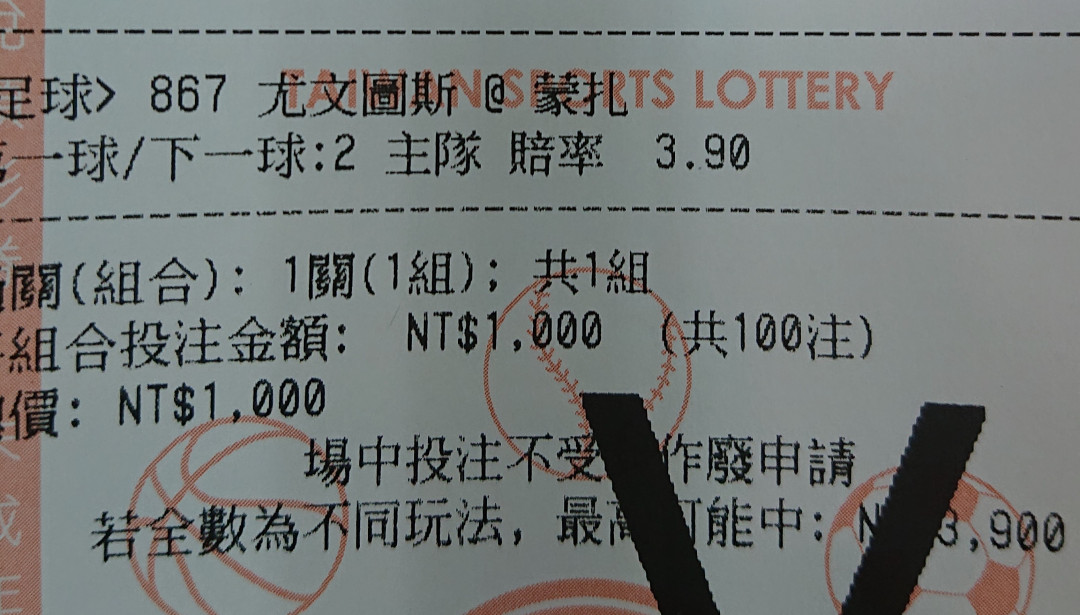 TAIWAN SPORTS LOTTERY
足球> 867 尤文圖斯 @ 蒙扎
一球/下一球:2 主隊 賠率 3.90
關(組合): 1關(1組); 共1組
組合投注金額: NT$1,000 (共100注)
價: NT$1,000
場中投注不受 作廢申請
若全數為不同玩法, 最高可能中: N 3,900